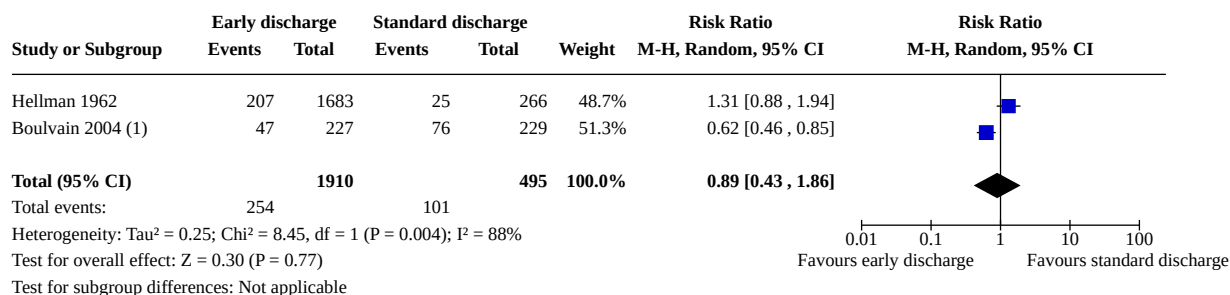 Early discharge Standard discharge Risk Ratio Risk Ratio
Study or Subgroup Events Total Events Total Weight M-H, Random, 95% CI M-H, Random, 95% CI
Hellman 1962 207 1683 25 266 48.7% 1.31 [0.88 , 1.94]
Boulvain 2004 (1) 47 227 76 229 51.3% 0.62 [0.46 , 0.85]
Total (95% CI) 1910 495 100.0% 0.89 [0.43 , 1.86]
Total events: 254 101
Heterogeneity: Tau² = 0.25; Chi² = 8.45, df = 1 (P = 0.004); I² = 88%
0.01 0.1 1 10 100
Test for overall effect: Z = 0.30 (P = 0.77) Favours early discharge Favours standard discharge
Test for subgroup differences: Not applicable